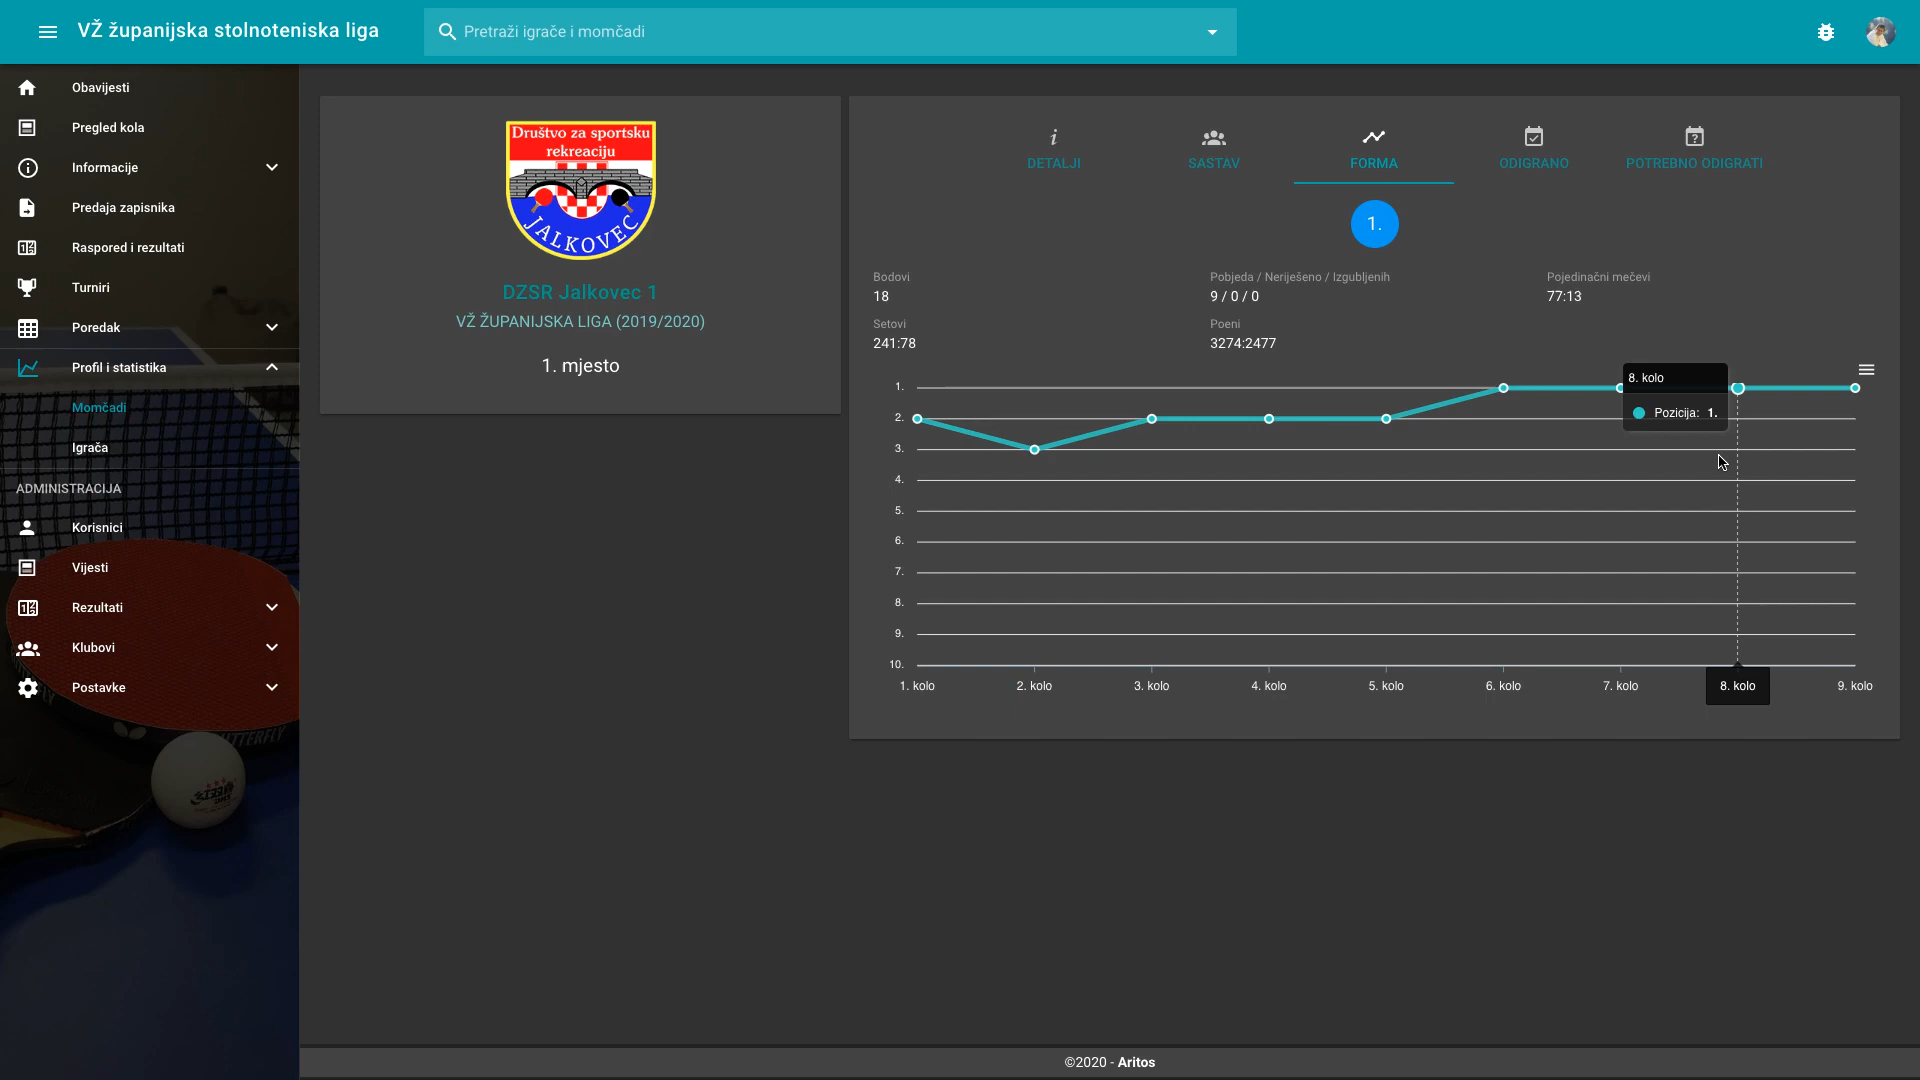 VŽ županijska stolnoteniska liga
Pretraži igrače i momčadi
Obavijesti
Pregled kola
Informacije
Predaja zapisnika
Raspored i rezultati
Turniri
Poredak
Profil i statistika
Momčadi
Igrača
ADMINISTRACIJA
Korisnici
Vijesti
Rezultati
Klubovi
Postavke
BUTTERFLY
Društvo za sportsku
rekreaciju
JALKOVEC
DZSR Jalkovec 1
VŽ ŽUPANIJSKA LIGA (2019/2020)
1. mjesto
DETALJI
SASTAV
FORMA
ODIGRANO
POTREBNO ODIGRATI
1.
Bodovi
18
Pobjeda / Neriješeno / Izgubljenih
9 / 0 / 0
Pojedinačni mečevi
77:13
Setovi
241:78
Poeni
3274:2477
8. kolo
Pozicija: 1.
1.
2.
3.
4.
5.
6.
7.
8.
9.
10.
1. kolo
2. kolo
3. kolo
4. kolo
5. kolo
6. kolo
7. kolo
8. kolo
9. kolo
©2020 - Aritos